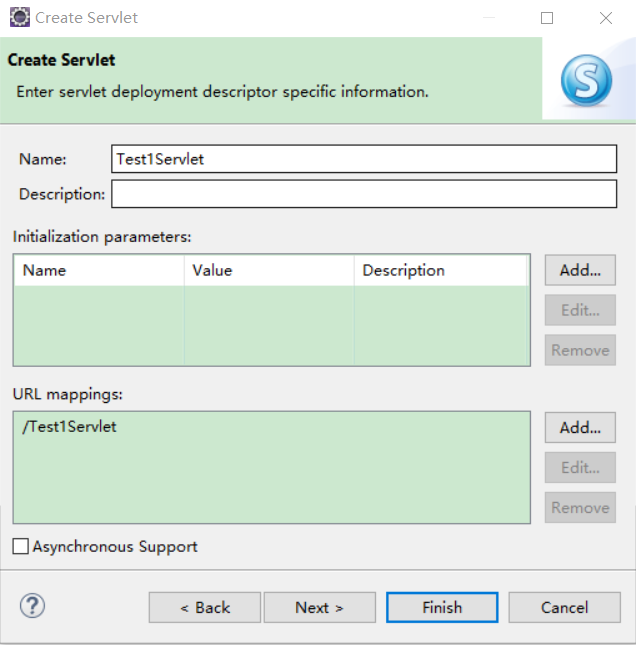 Create Servlet
Create Servlet
Enter servlet deployment descriptor specific information.
S
Name: Test1Servlet
Description:
Initialization parameters:
Name Value Description
Add...
Edit...
Remove
URL mappings:
/Test1Servlet
Add...
Edit...
Remove
Asynchronous Support
? < Back Next > Finish Cancel